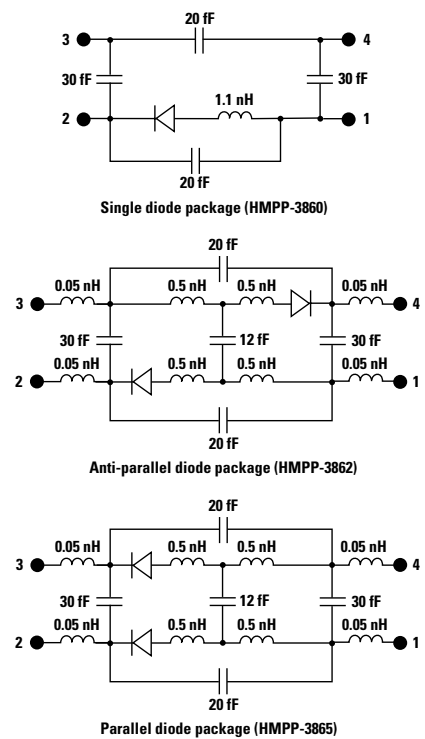 20 fF
3 4
30 fF 30 fF
1.1 nH
2 1
20 fF
Single diode package (HMPP-3860)
20 fF
0.05 nH 0.5 nH 0.5 nH 0.05 nH
3 4
30 fF 12 fF 30 fF
0.05 nH 0.5 nH 0.5 nH 0.05 nH
2 1
20 fF
Anti-parallel diode package (HMPP-3862)
20 fF
0.05 nH 0.5 nH 0.5 nH 0.05 nH
3 4
30 fF 12 fF 30 fF
0.05 nH 0.5 nH 0.5 nH 0.05 nH
2 1
20 fF
Parallel diode package (HMPP-3865)